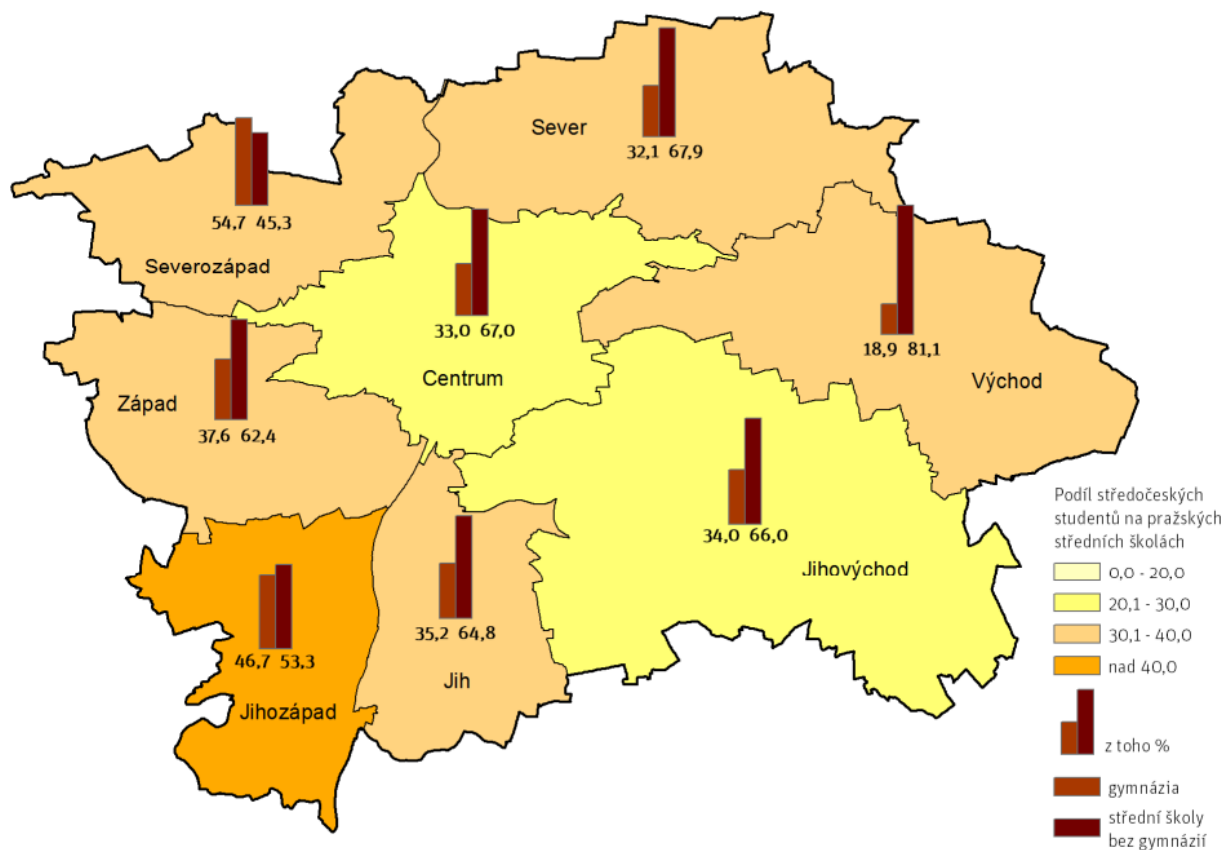 Sever
32,1 67,9
54,7 45,3
Severozápad
33,0 67,0
Centrum
18,9 81,1
Východ
Západ
37,6 62,4
34,0 66,0
Jihovýchod
35,2 64,8
Jih
46,7 53,3
Jihozápad
Podíl středočeských
studentů na pražských
středních školách
0,0 - 20,0
20,1 - 30,0
30,1 - 40,0
nad 40,0
z toho %
gymnázia
střední školy
bez gymnázií